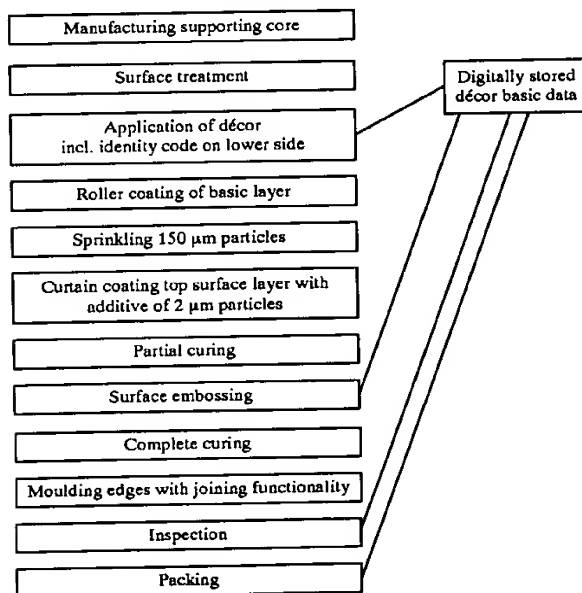 Manufacturing supporting core
Surface treatment
Digitally stored
décor basic data
Application of décor
incl. identity code on lower side
Roller coating of basic layer
Sprinkling 150 µm particles
Curtain coating top surface layer with
additive of 2 µm particles
Partial curing
Surface embossing
Complete curing
Moulding edges with joining functionality
Inspection
Packing